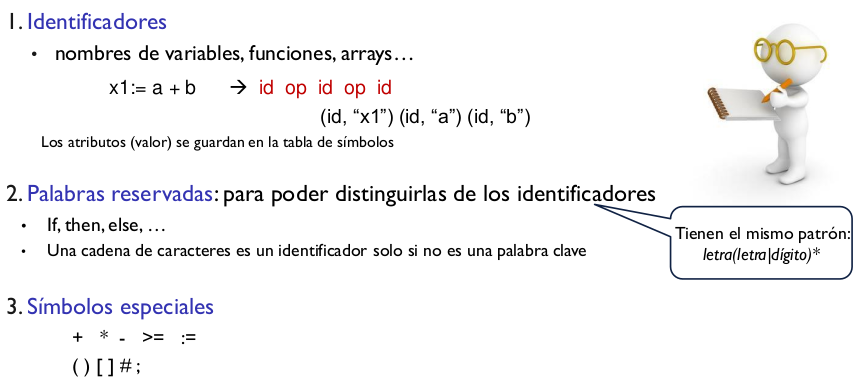 1. Identificadores
• nombres de variables, funciones, arrays…
x1:= a + b → id op id op id
(id, “x1”) (id, “a”) (id, “b”)
Los atributos (valor) se guardan en la tabla de símbolos
2. Palabras reservadas: para poder distinguirlas de los identificadores
• If, then, else, …
Tienen el mismo patrón:
• Una cadena de caracteres es un identificador solo si no es una palabra clave
letra(letra|dígito)*
3. Símbolos especiales
+ * - >= :=
( ) [ ] # ;